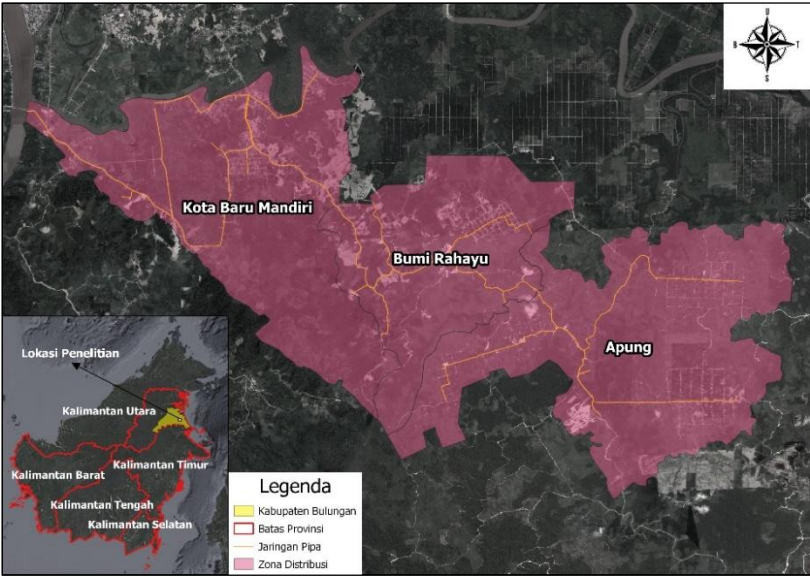 U
B T
S
Kota Baru Mandiri
Bumi Rahayu
Apung
Lokasi Penelitian
Kalimantan Utara
Kalimantan Timur
Kalimantan Barat
Kalimantan Tengah
Kalimantan Selatan
Legenda
Kabupaten Bulungan
Batas Provinsi
Jaringan Pipa
Zona Distribusi